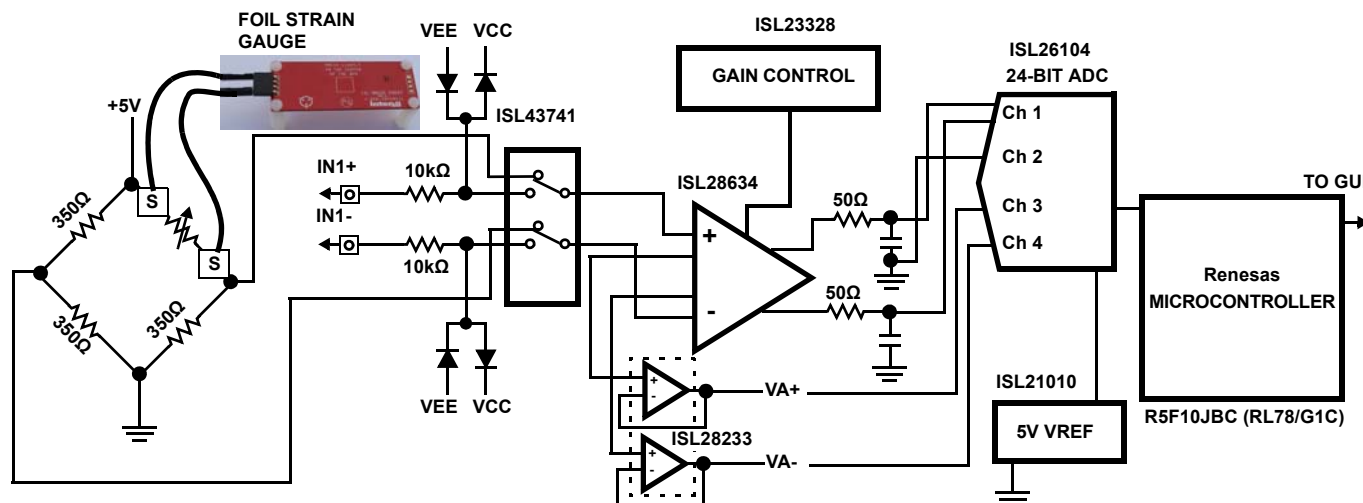 FOIL STRAIN
GAUGE
+5V
350Ω
350Ω
350Ω
S
S
VEE
VCC
IN1+
10kΩ
IN1-
10kΩ
VEE
VCC
ISL43741
ISL28634
+
-
ISL23328
GAIN CONTROL
50Ω
50Ω
+
-
VA+
ISL28233
+
-
VA-
ISL26104
24-BIT ADC
Ch 1
Ch 2
Ch 3
Ch 4
ISL21010
5V VREF
Renesas
MICROCONTROLLER
R5F10JBC (RL78/G1C)
TO GU